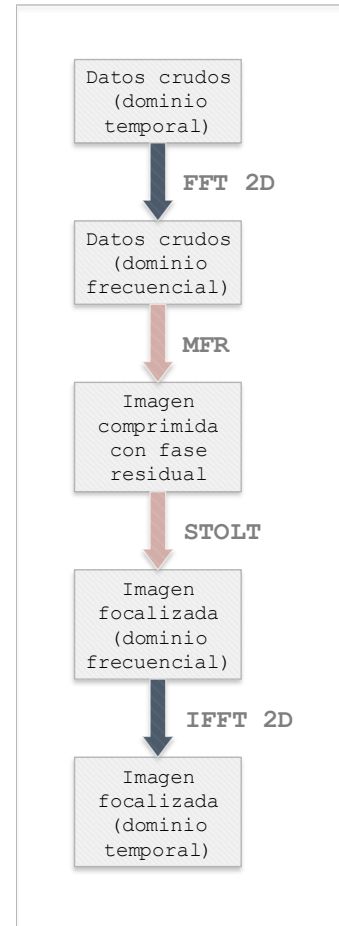 Datos crudos
(dominio
temporal)
FFT 2D
Datos crudos
(dominio
frecuencial)
MFR
Imagen
comprimida
con fase
residual
STOLT
Imagen
focalizada
(dominio
frecuencial)
IFFT 2D
Imagen
focalizada
(dominio
temporal)